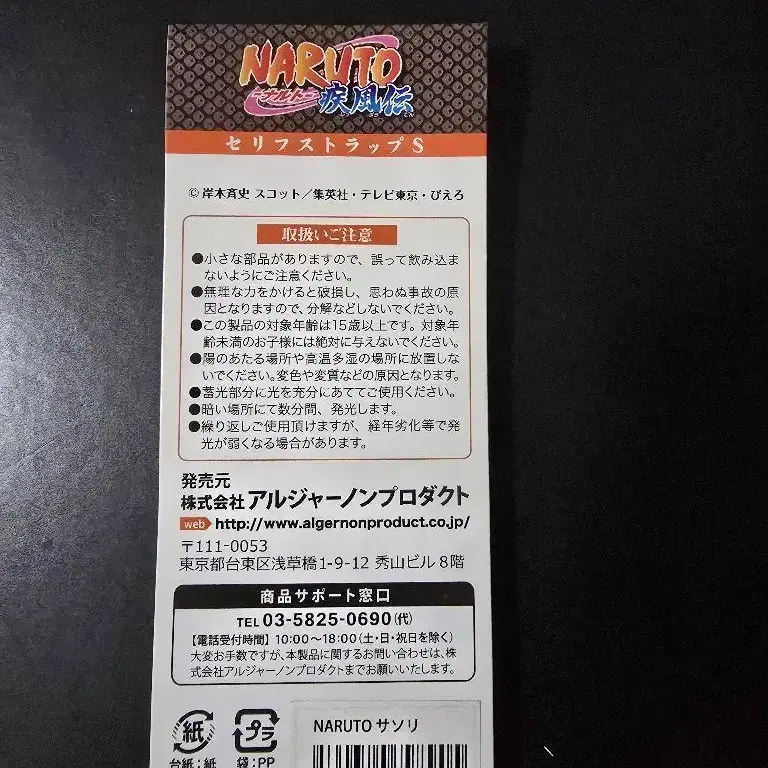 NARUTO
ナルト
疾風伝
セリフストラップS
© 岸本斉史 スコット／集英社・テレビ東京・ぴえろ
取扱いご注意
●小さな部品がありますので、誤って飲み込ま
ないようにご注意ください。
●無理な力をかけると破損し、思わぬ事故の原
因となりますので、分解などしないでください。
●この製品の対象年齢は15歳以上です。対象年
齢未満のお子様には絶対に与えないでください。
●陽のあたる場所や高温多湿の場所に放置しな
いでください。変色や変質などの原因となります。
●蓄光部分に光を充分にあててご使用ください。
●暗い場所にて数分間、発光します。
●繰り返しご使用頂けますが、経年劣化等で発
光が弱くなる場合があります。
発売元
株式会社 アルジャーノンプロダクト
web http://www.algernonproduct.co.jp/
〒111-0053
東京都台東区浅草橋1-9-12 秀山ビル 8階
商品サポート窓口
TEL 03-5825-0690(代)
【電話受付時間】10:00〜18:00(土・日・祝日を除く)
大変お手数ですが、本製品に関するお問い合わせは、株
式会社アルジャーノンプロダクトまでお願いいたします。
紙 プラ
台紙:紙 袋:PP
NARUTO サソリ